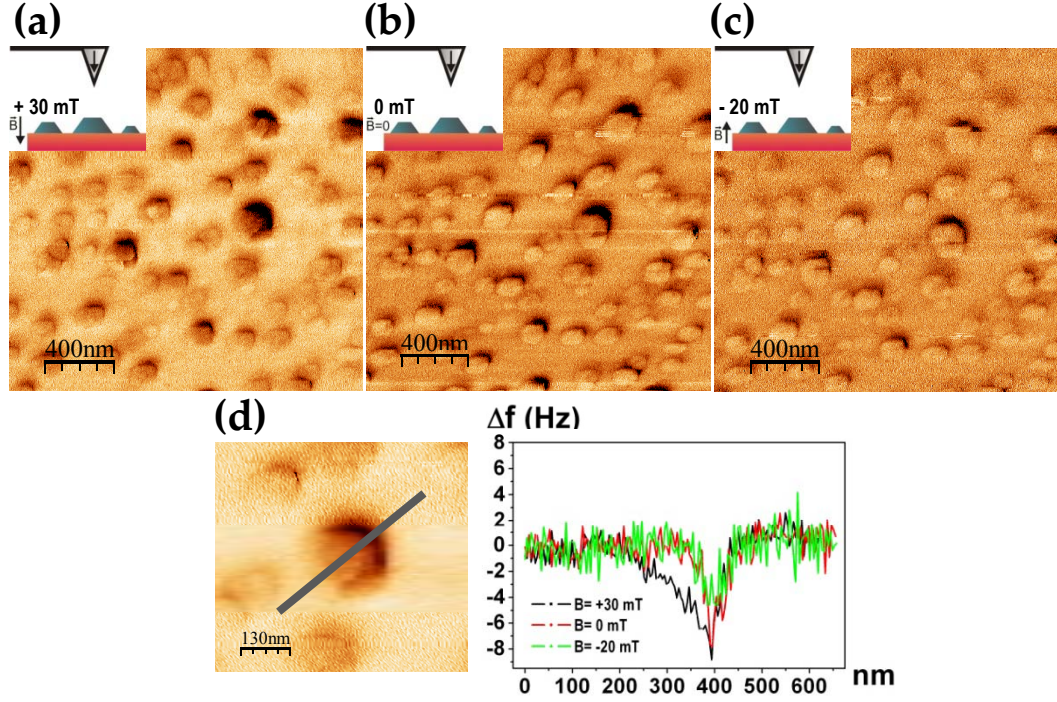 (a)
(b)
(c)
+ 30 mT
B
0 mT
B=0
- 20 mT
B
400nm
400nm
400nm
(d)
130nm
Δf (Hz)
8
6
4
2
0
-2
-4
-6
-8
B= +30 mT
B= 0 mT
B= -20 mT
0 100 200 300 400 500 600
nm